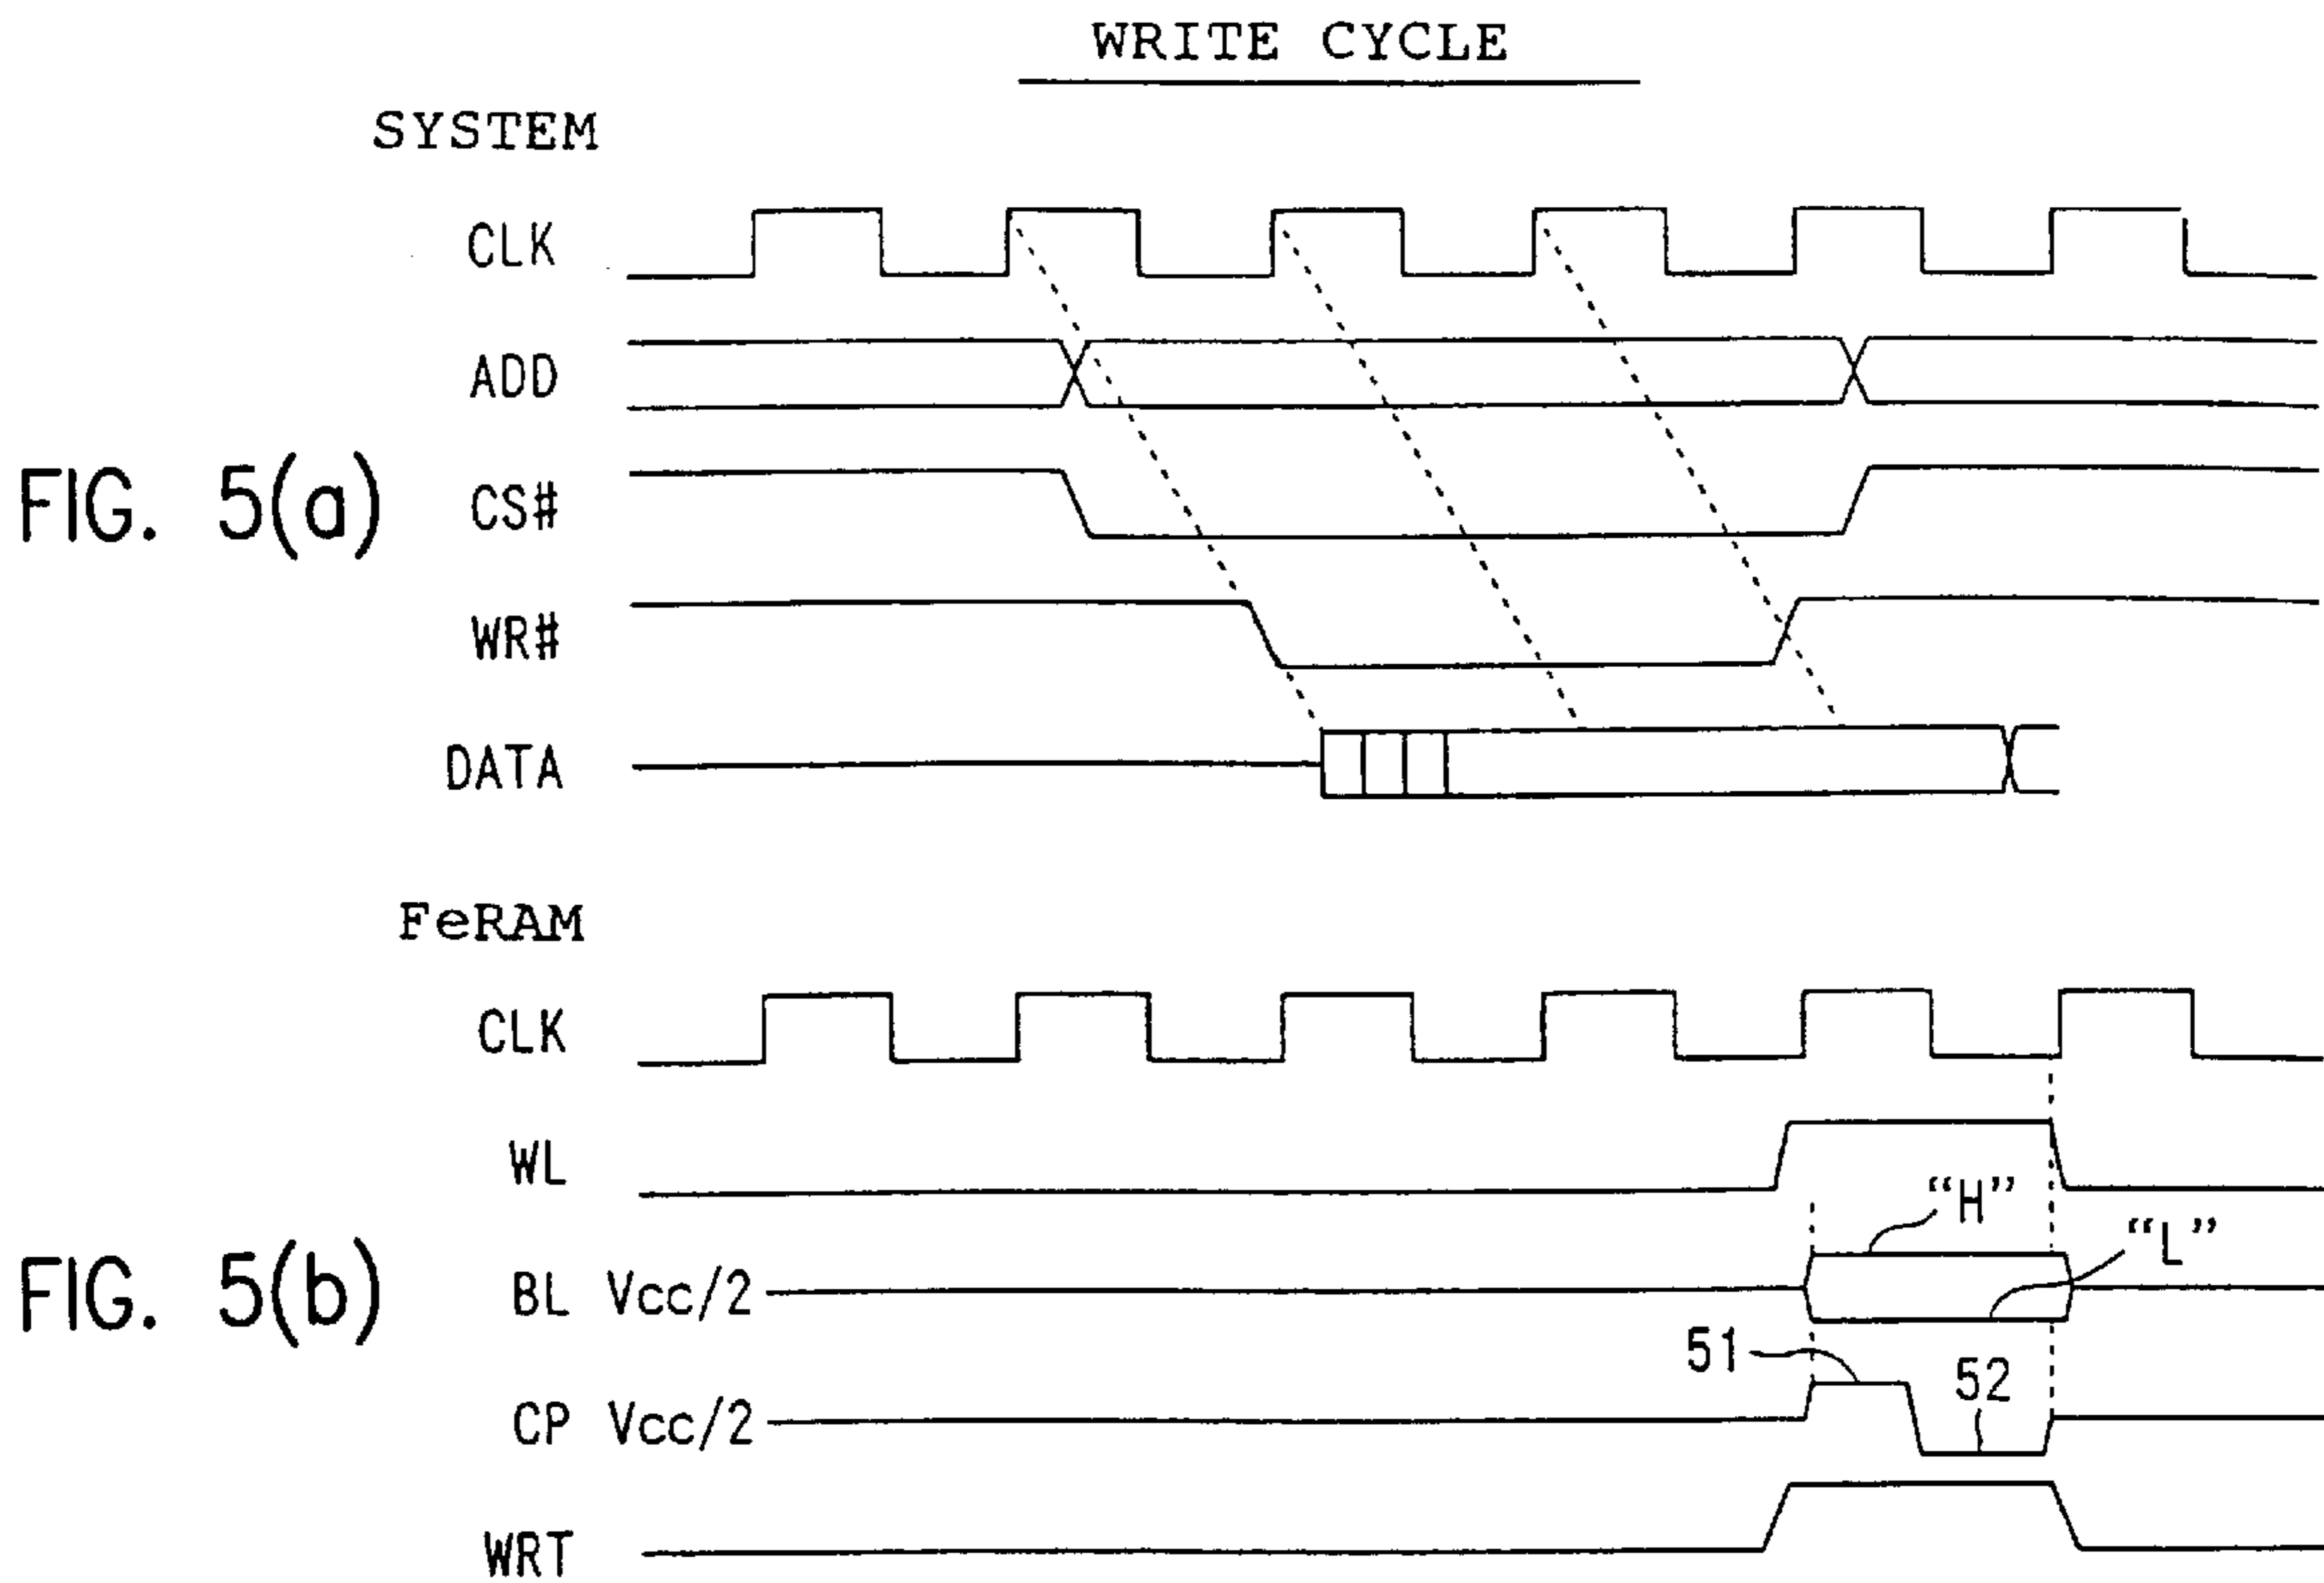 WRITE CYCLE
SYSTEM
CLK
ADD
FIG. 5(a)
CS#
WR#
DATA
FeRAM
CLK
WL
"H"
"L"
FIG. 5(b)
BL Vcc/2
51
52
CP Vcc/2
WRT